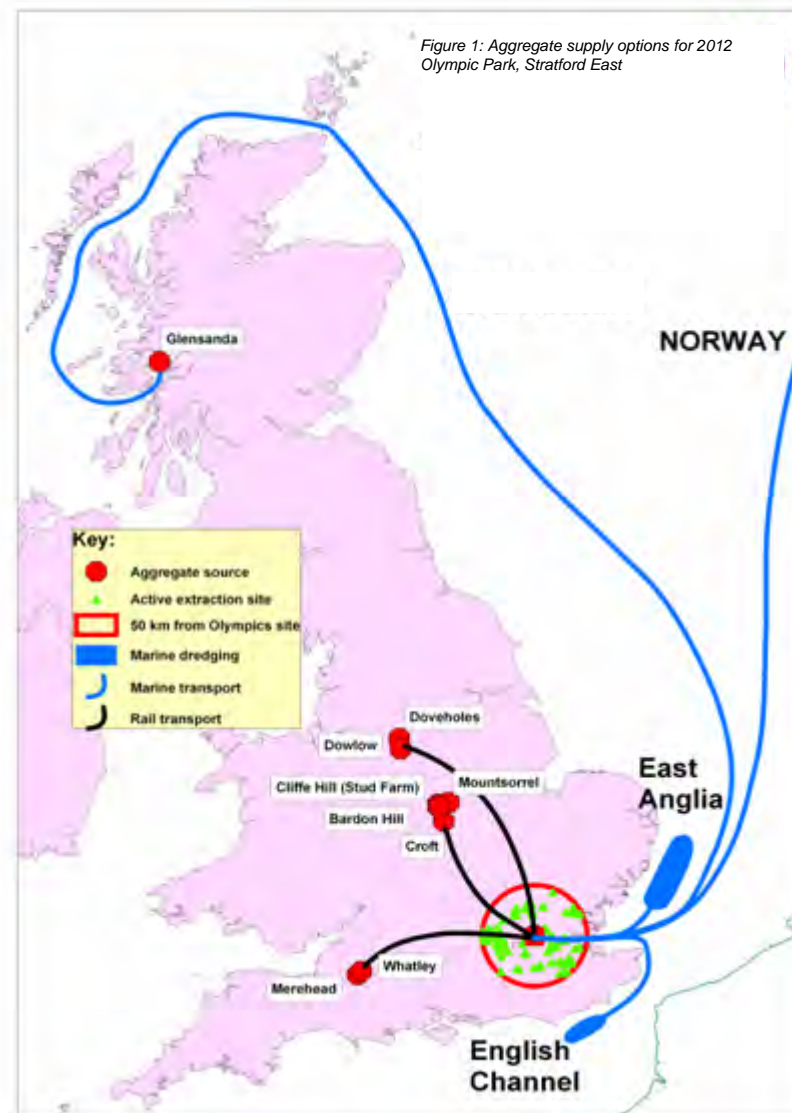 Figure 1: Aggregate supply options for 2012
Olympic Park, Stratford East
NORWAY
Glensanda
Key:
Aggregate source
Active extraction site
50 km from Olympics site
Marine dredging
Marine transport
Rail transport
Doveholes
Dowlow
Cliffe Hill (Stud Farm)
Mountsorrel
Bardon Hill
Croft
East
Anglia
Whatley
Merehead
English
Channel